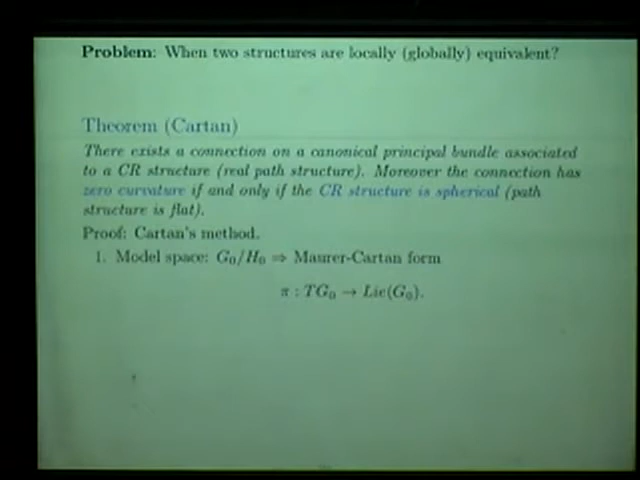 Problem: When two structures are locally (globally) equivalent?
Theorem (Cartan)
There exists a connection on a canonical principal bundle associated
to a CR structure (real path structure). Moreover the connection has
zero curvature if and only if the CR structure is spherical (path
structure is flat).
Proof: Cartan's method.
1. Model space: G₀/H₀ ⇒ Maurer-Cartan form
π : TG₀ → Lie(G₀).